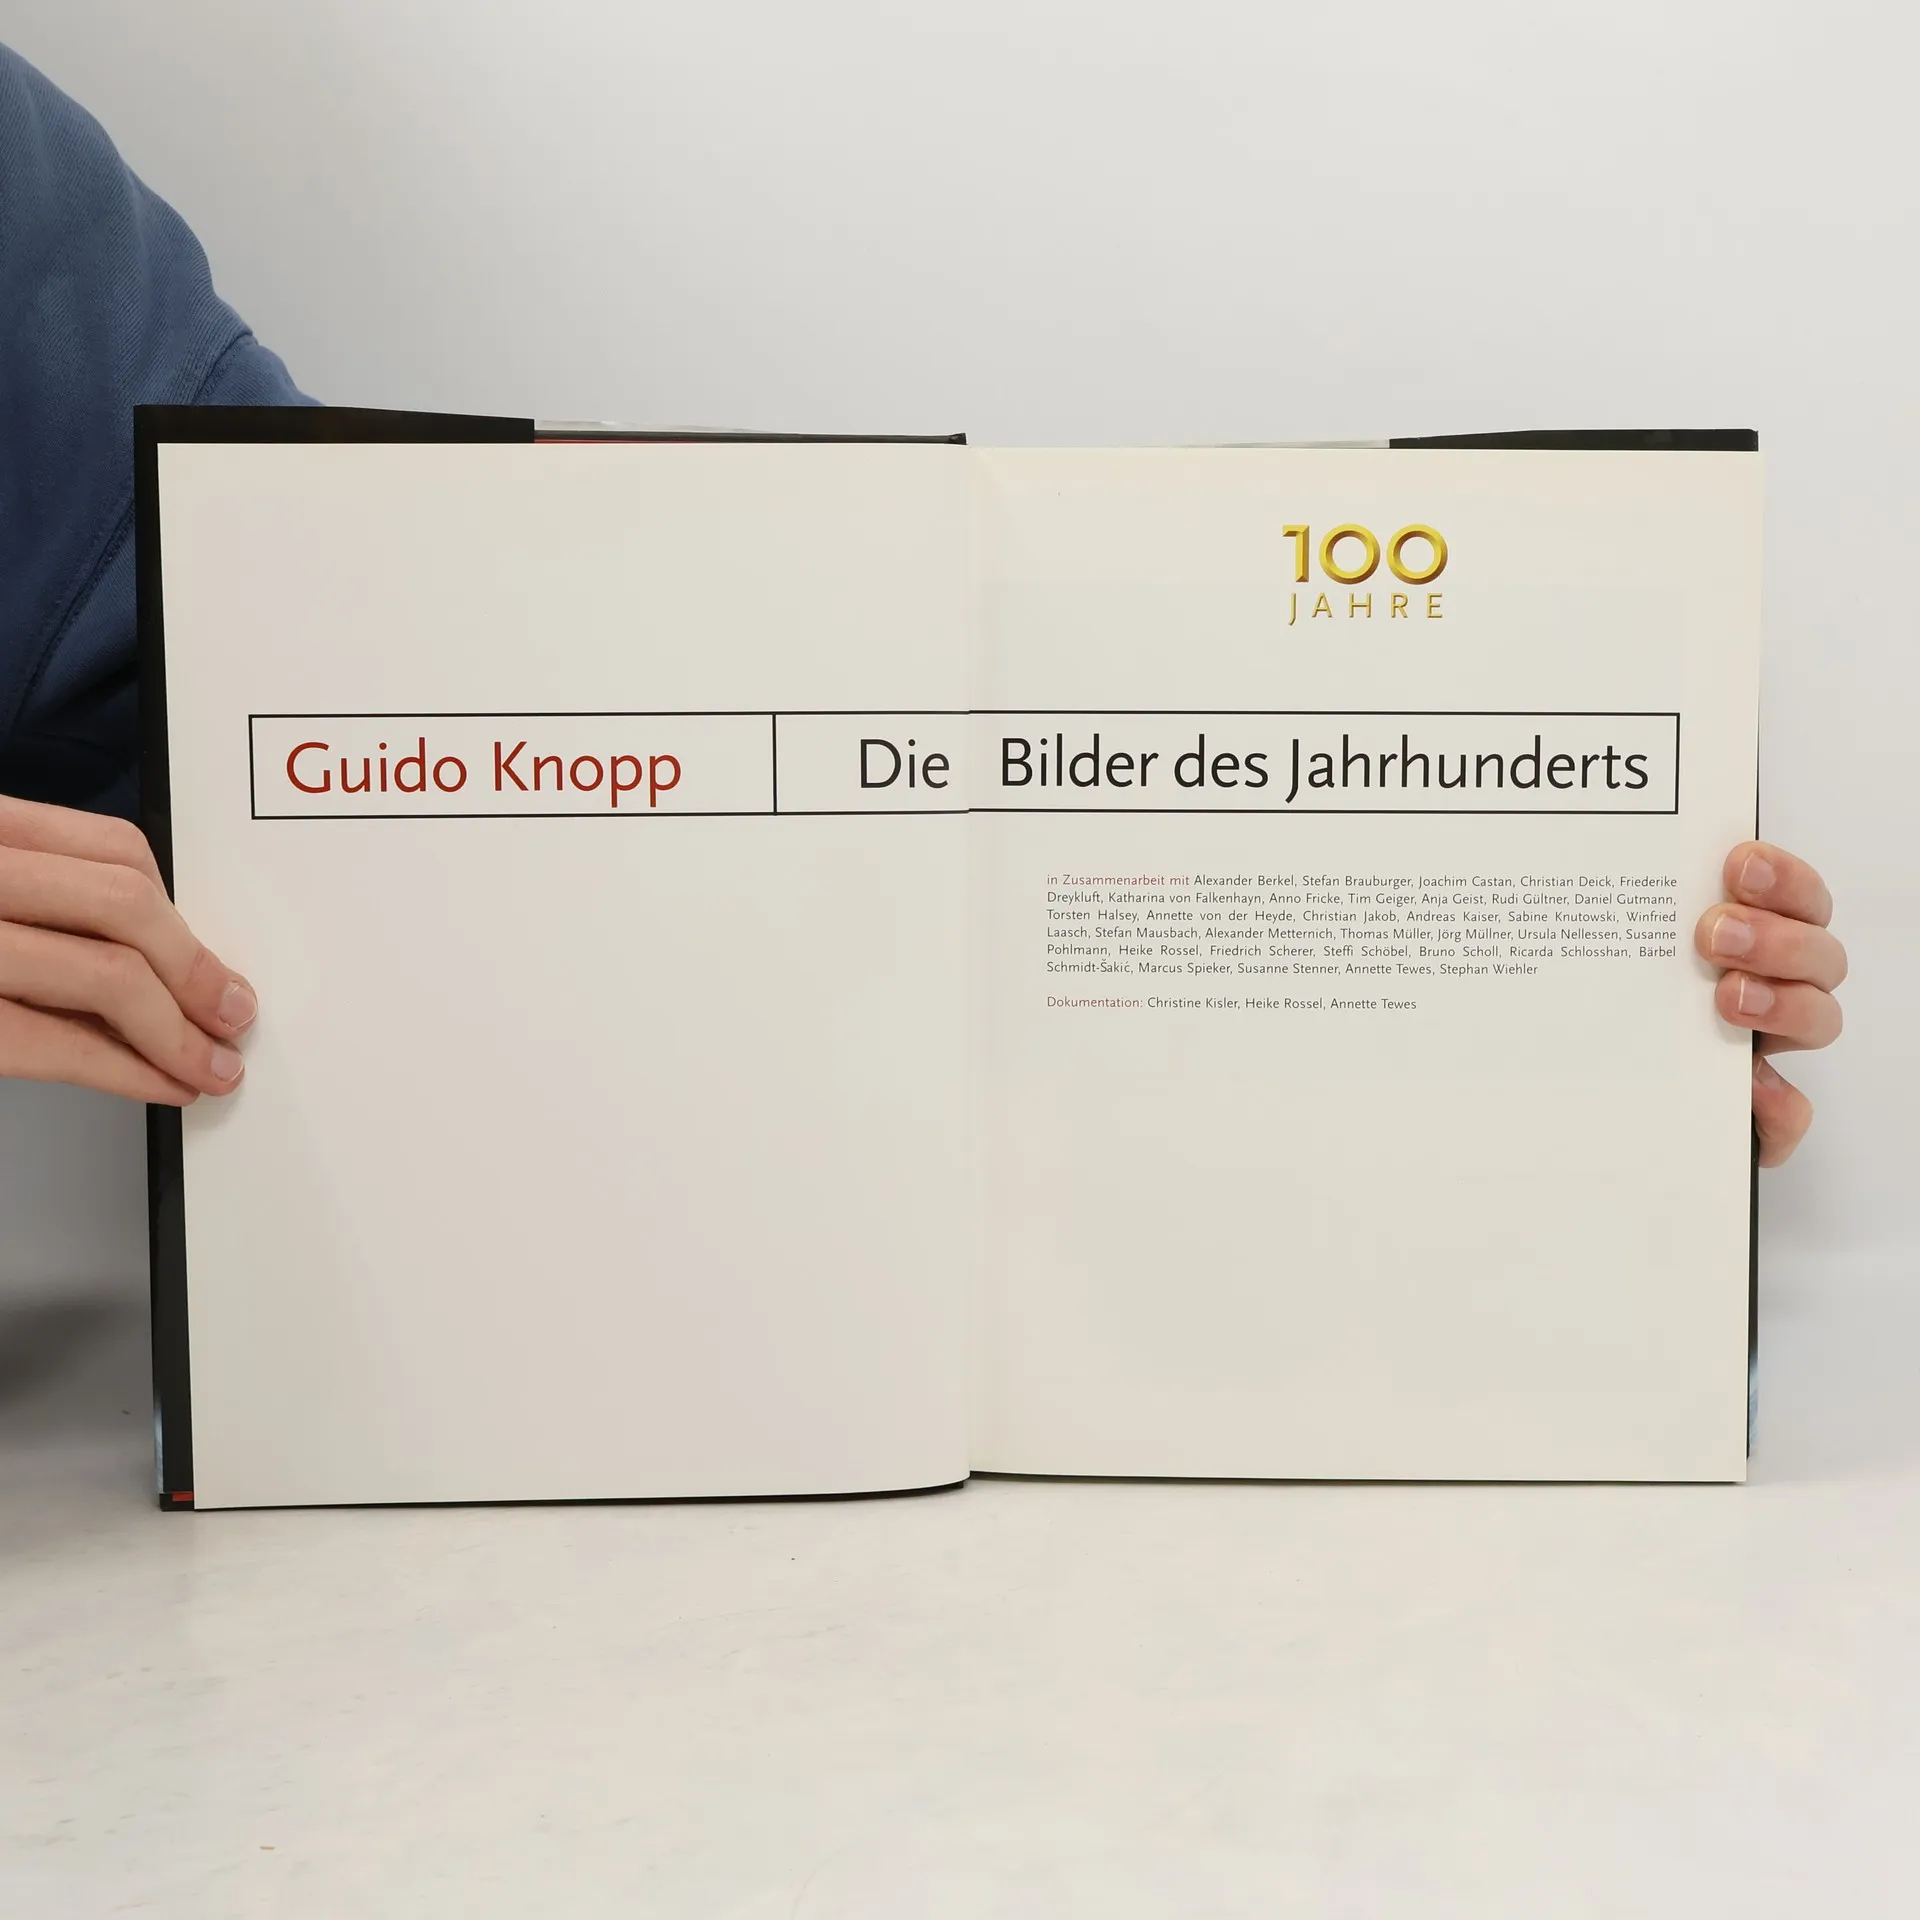 100
JAHRE
Guido Knopp Die Bilder des Jahrhunderts
in Zusammenarbeit mit Alexander Berkel, Stefan Brauburger, Joachim Castan, Christian Deick, Friederike
Dreykluft, Katharina von Falkenhayn, Anno Fricke, Tim Geiger, Anja Geist, Rudi Gültner, Daniel Gutmann,
Torsten Halsey, Annette von der Heyde, Christian Jakob, Andreas Kaiser, Sabine Knutowski, Winfried
Laasch, Stefan Mausbach, Alexander Metternich, Thomas Müller, Jörg Müllner, Ursula Nellessen, Susanne
Pohlmann, Heike Rossel, Friedrich Scherer, Steffi Schöbel, Bruno Scholl, Ricarda Schlosshan, Bärbel
Schmidt-Šakić, Marcus Spieker, Susanne Stenner, Annette Tewes, Stephan Wiehler
Dokumentation: Christine Kisler, Heike Rossel, Annette Tewes